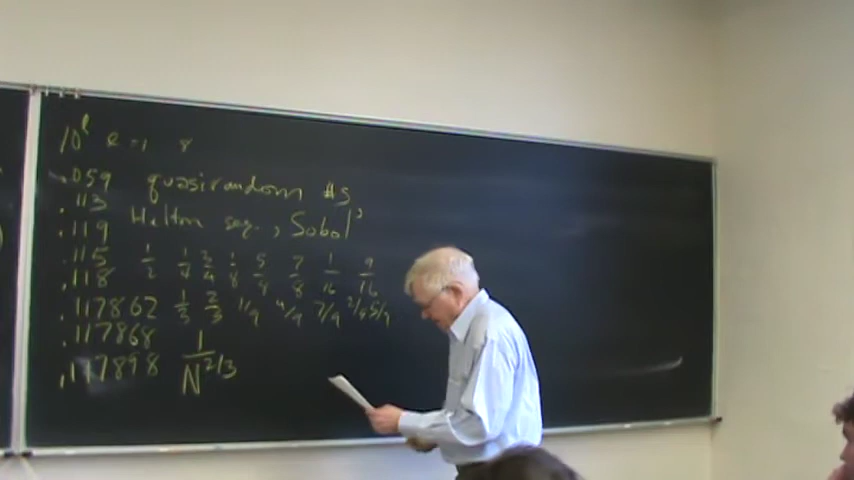 10^l l=1 8
.059 quasirandom #s
.113 Halton seq., Sobol'
.119
.115 1/2 1/4 3/4 1/8 5/8 7/8 1/16 9/16
.118
.117862 1/3 2/3 1/9 4/9 7/9 2/9
.117868
.117898 1/N^2/3